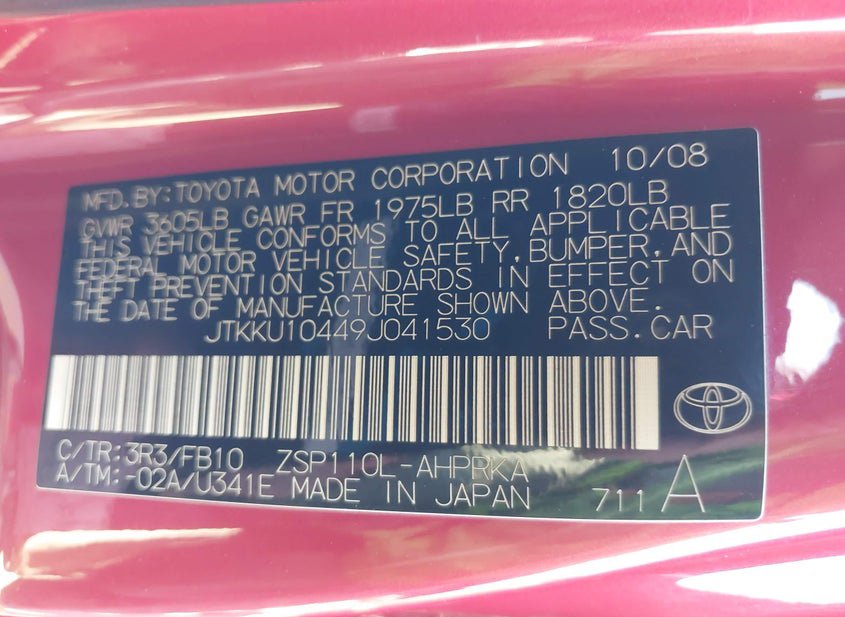 MFD.BY:TOYOTA MOTOR CORPORATION 10/08
GVWR 3605LB GAWR FR 1975LB RR 1820LB
THIS VEHICLE CONFORMS TO ALL APPLICABLE
FEDERAL MOTOR VEHICLE SAFETY,BUMPER,AND
THEFT PREVENTION STANDARDS IN EFFECT ON
THE DATE OF MANUFACTURE SHOWN ABOVE.
JTKKU10449J041530 PASS.CAR
C/TR:3R3/FB10 ZSP110L-AHPRKA
A/TM:-02A/U341E MADE IN JAPAN 711 A